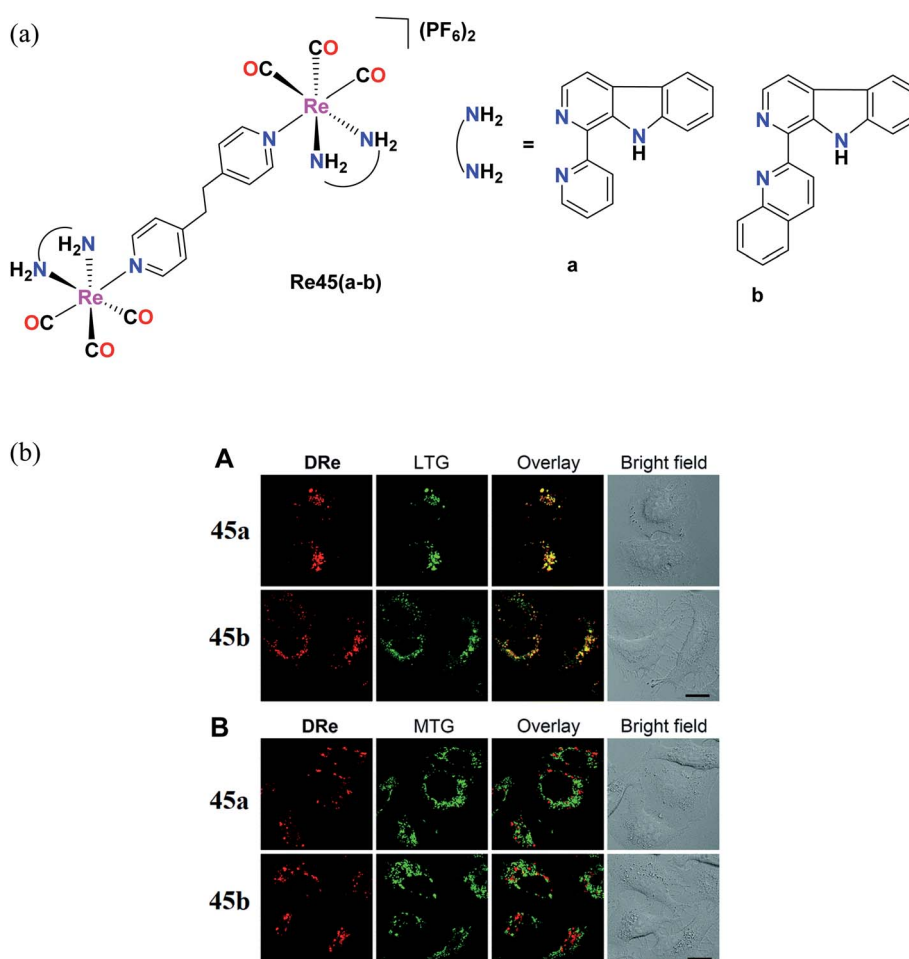 (a)
(PF6)2
CO
OC
CO
Re
N
NH2
NH2
NH2
NH2
=
N
N
H
N
a
N
N
H
N
b
H2N
H2N
N
Re
OC
CO
CO
Re45(a-b)
(b)
A
DRe LTG Overlay Bright field
45a
45b
B
DRe MTG Overlay Bright field
45a
45b